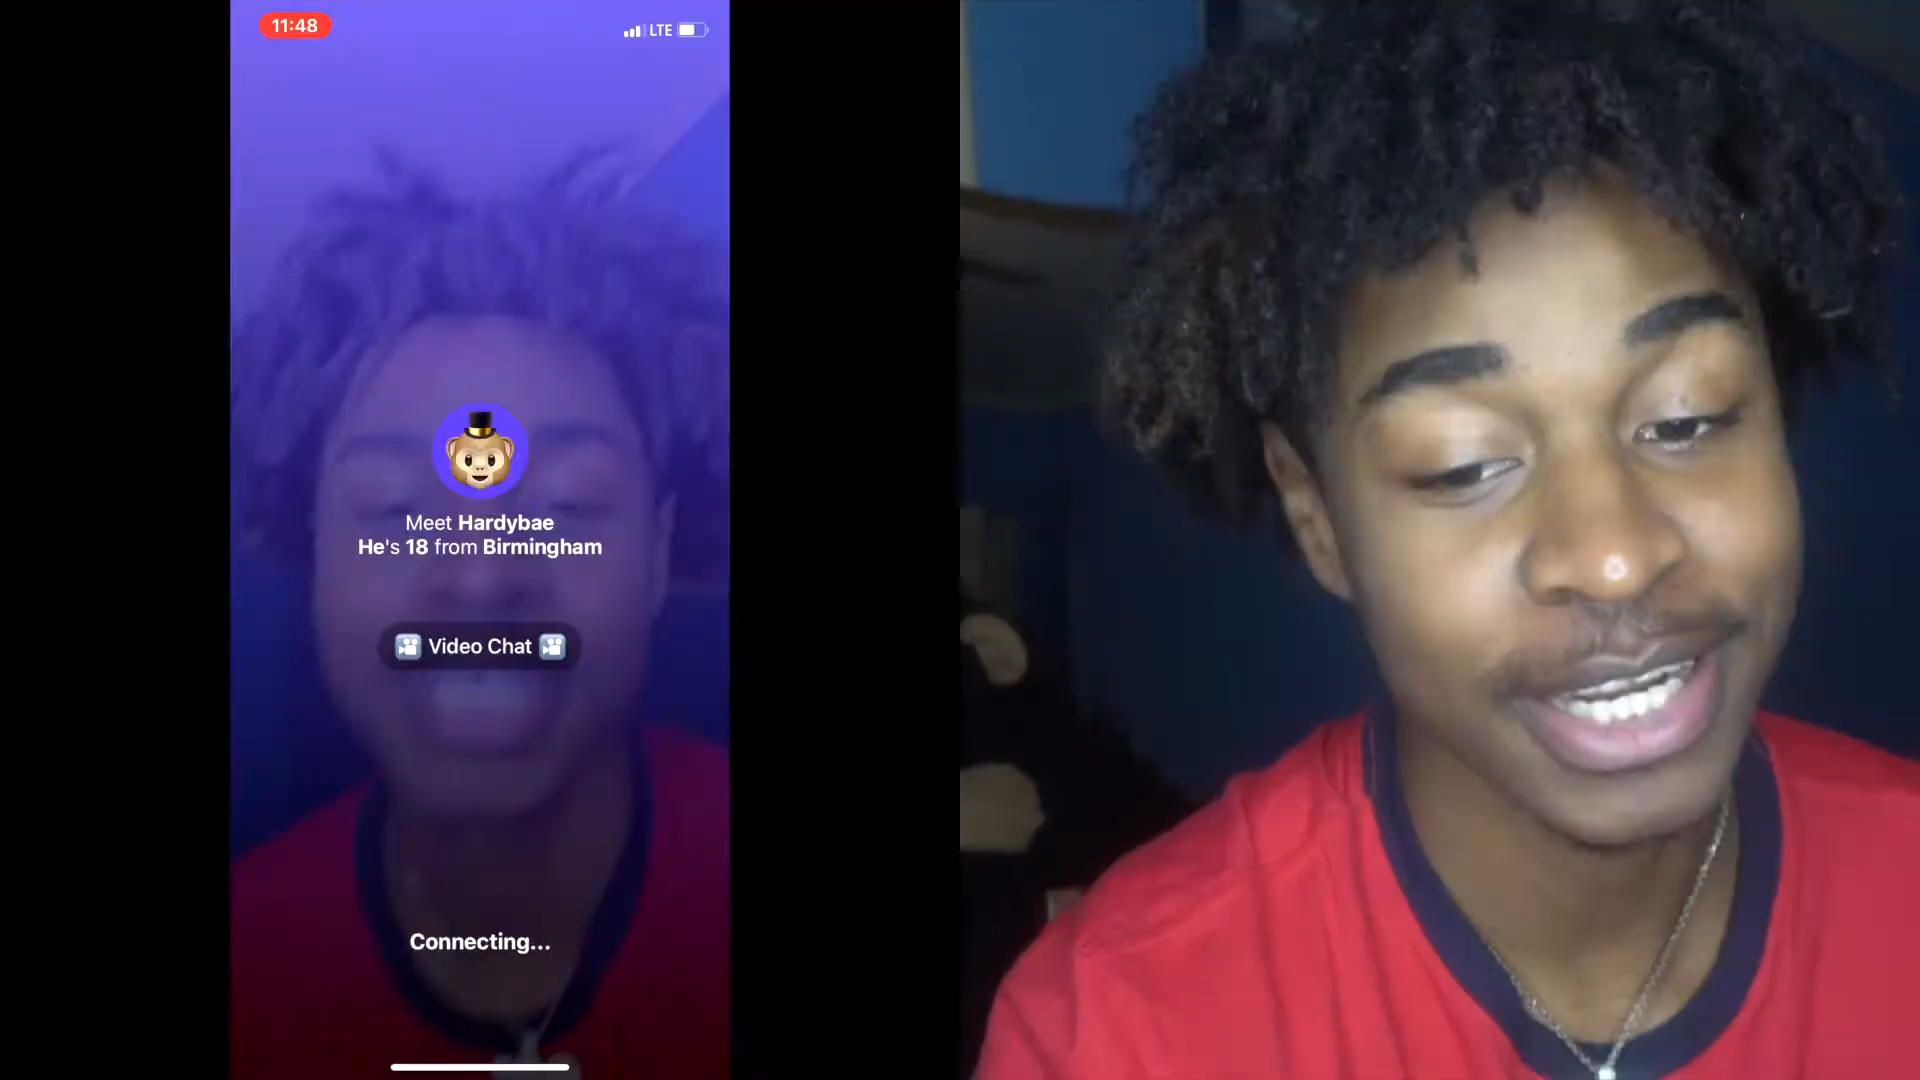 11:48
LTE
Meet Hardybae
He's 18 from Birmingham
Video Chat
Connecting...